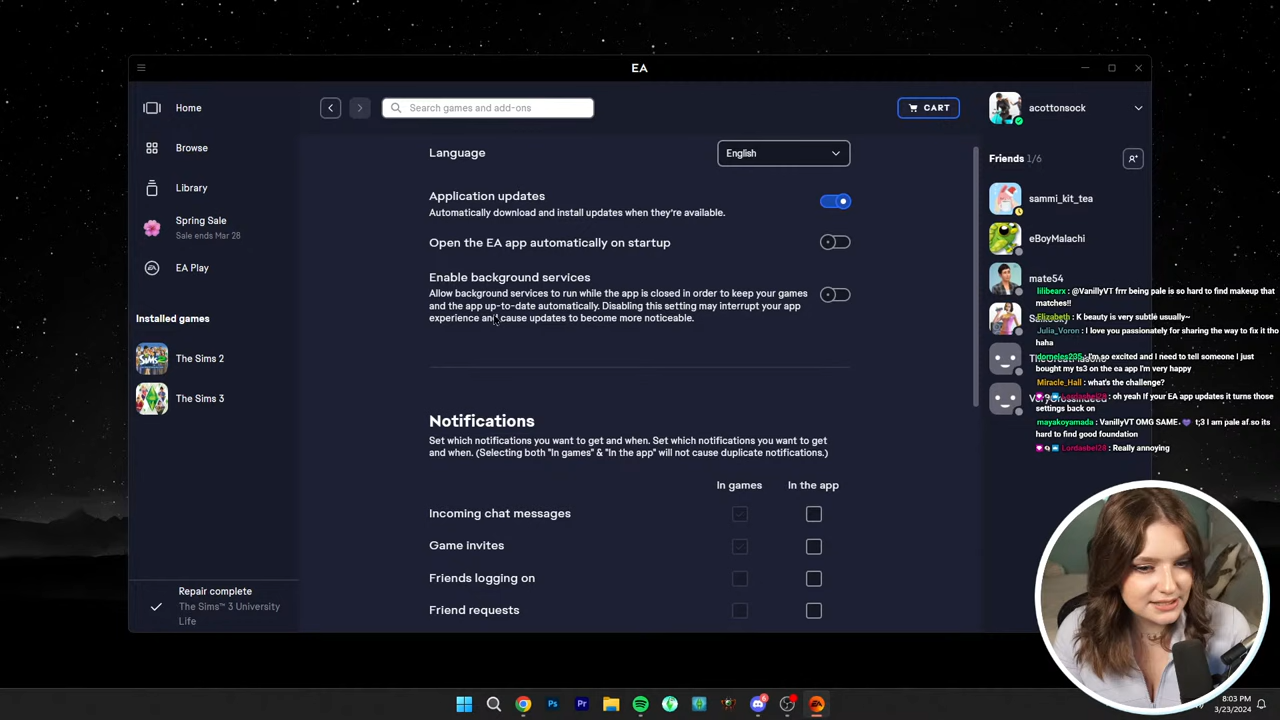 EA
Home
Browse
Library
Spring Sale
Sale ends Mar 28
EA Play
Installed games
The Sims 2
The Sims 3
Repair complete
The Sims™ 3 University
Life
Search games and add-ons
CART
Language
English
Application updates
Automatically download and install updates when they're available.
Open the EA app automatically on startup
Enable background services
Allow background services to run while the app is closed in order to keep your games
and the app up-to-date automatically. Disabling this setting may interrupt your app
experience and cause updates to become more noticeable.
Notifications
Set which notifications you want to get and when. Set which notifications you want to get
and when. (Selecting both "In games" & "In the app" will not cause duplicate notifications.)
In games In the app
Incoming chat messages
Game invites
Friends logging on
Friend requests
acottonsock
Friends 1/6
sammi_kit_tea
eBoyMalachi
mate54
lilibearx: @VanillyVT frrr being pale is so hard to find makeup that
matches!!
Elizabeth: K beauty is very subtle usually~
Julia_Voron: I love you passionately for sharing the way to fix it tho
haha
: I'm so excited and I need to tell someone I just
bought my ts3 on the ea app I'm very happy
Miracle_Hall: what's the challenge?
Lordasbel28: oh yeah If your EA app updates it turns those
settings back on
mayakoyamada: VanillyVT OMG SAME. t;3 I am pale af so its
hard to find good foundation
Lordasbel28: Really annoying
Ps
Pr
EA
8:03 PM
3/23/2024